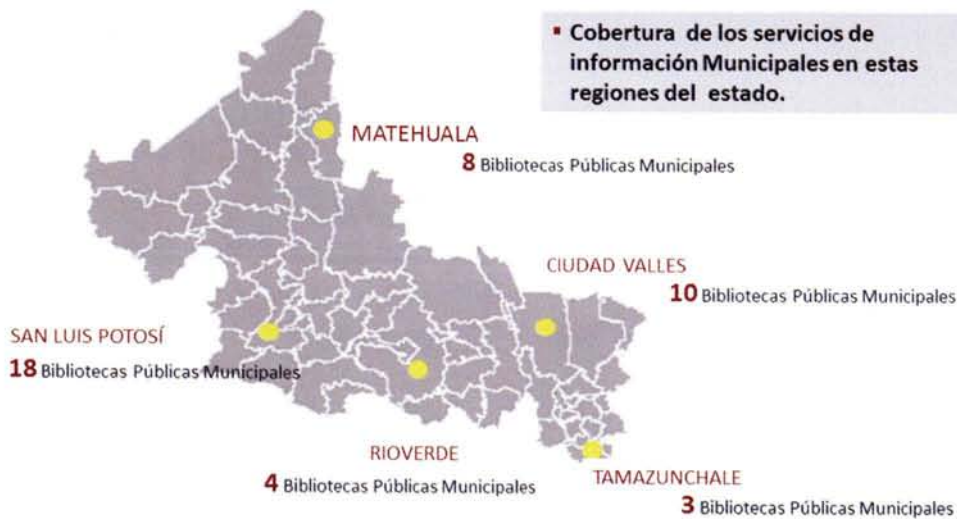 ▪ Cobertura de los servicios de
información Municipales en estas
regiones del estado.
MATEHUALA
8 Bibliotecas Públicas Municipales
CIUDAD VALLES
10 Bibliotecas Públicas Municipales
SAN LUIS POTOSÍ
18 Bibliotecas Públicas Municipales
RIOVERDE
4 Bibliotecas Públicas Municipales
TAMAZUNCHALE
3 Bibliotecas Públicas Municipales